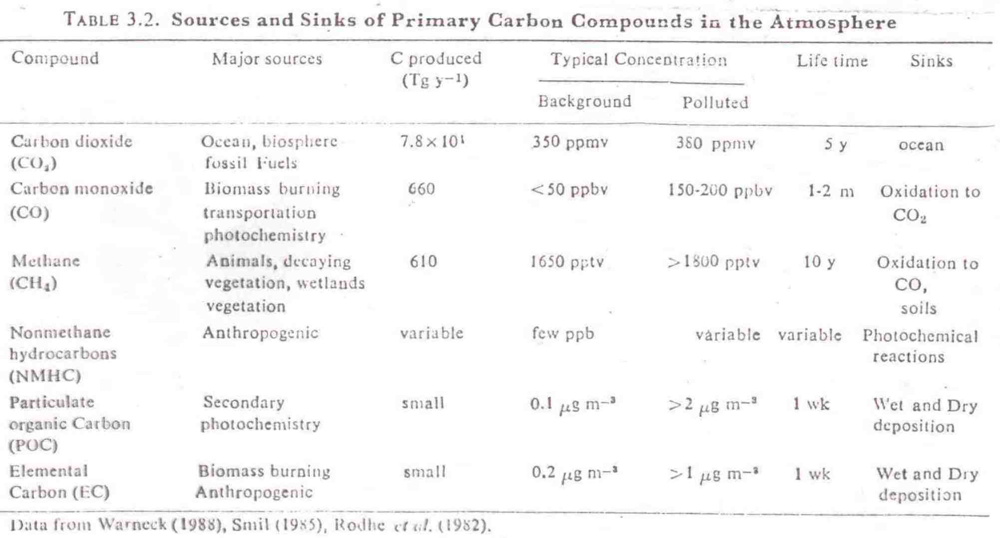 TABLE 3.2. Sources and Sinks of Primary Carbon Compounds in the Atmosphere
Compound Major sources C produced Typical Concentration Life time Sinks
(Tg y−1)
Background Polluted
Carbon dioxide Ocean, biosphere 7.8 × 10 350 ppmv 380 ppmv 5 y ocean
(CO2) fossil Fuels
Carbon monoxide Biomass burning 660 <50 ppbv 150-200 ppbv 1-2 m Oxidation to
(CO) transportation CO2
photochemistry
Methane Animals, decaying 610 1650 pptv >1800 pptv 10 y Oxidation to
(CH4) vegetation, wetlands CO,
vegetation soils
Nonmethane Anthropogenic variable few ppb variable variable Photochemical
hydrocarbons reactions
(NMHC)
Particulate Secondary small 0.1 μg m−3 >2 μg m−3 1 wk Wet and Dry
organic Carbon photochemistry deposition
(POC)
Elemental Biomass burning small 0.2 μg m−3 >1 μg m−3 1 wk Wet and Dry
Carbon (EC) Anthropogenic deposition
Data from Warneck (1988), Smil (1985), Rodhe et al. (1982).